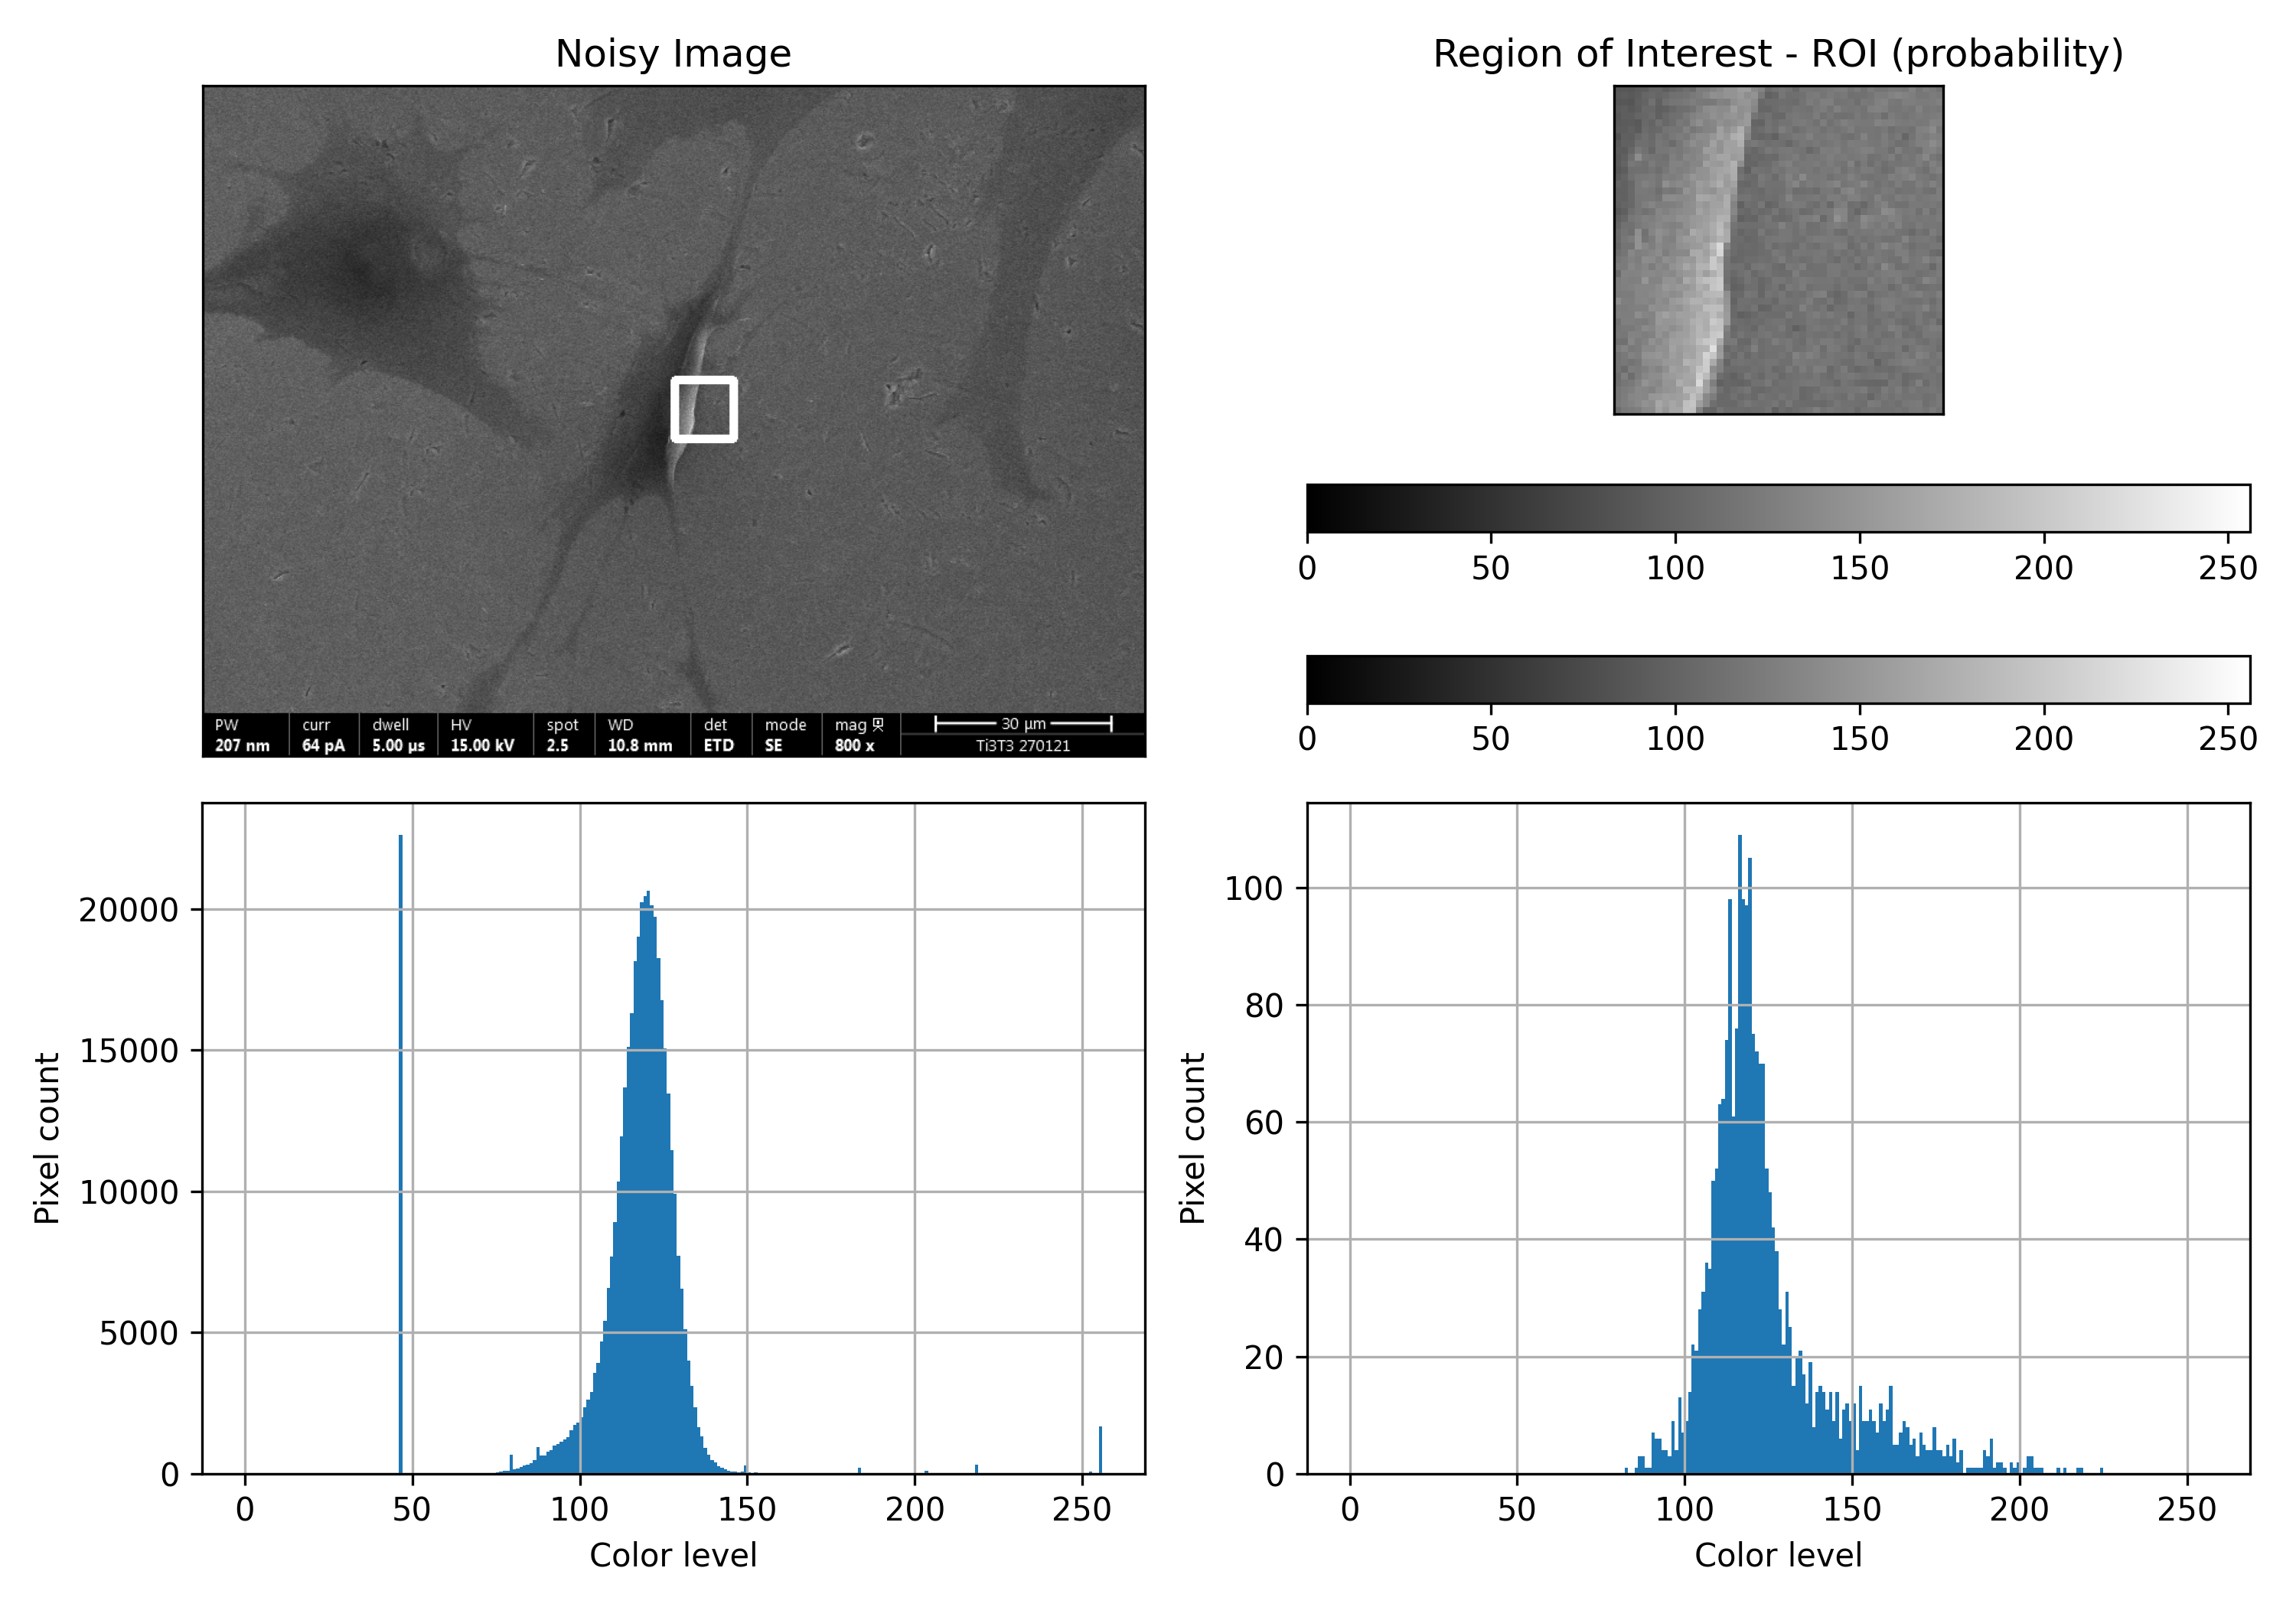 Noisy Image
Region of Interest - ROI (probability)
PW curr dwell HV spot WD det mode mag 30 µm
207 nm 64 pA 5.00 µs 15.00 kV 2.5 10.8 mm ETD SE 800 x Ti3T3 270121
0 50 100 150 200 250
0 50 100 150 200 250
Pixel count
20000
15000
10000
5000
0
0 50 100 150 200 250
Color level
Pixel count
100
80
60
40
20
0
0 50 100 150 200 250
Color level